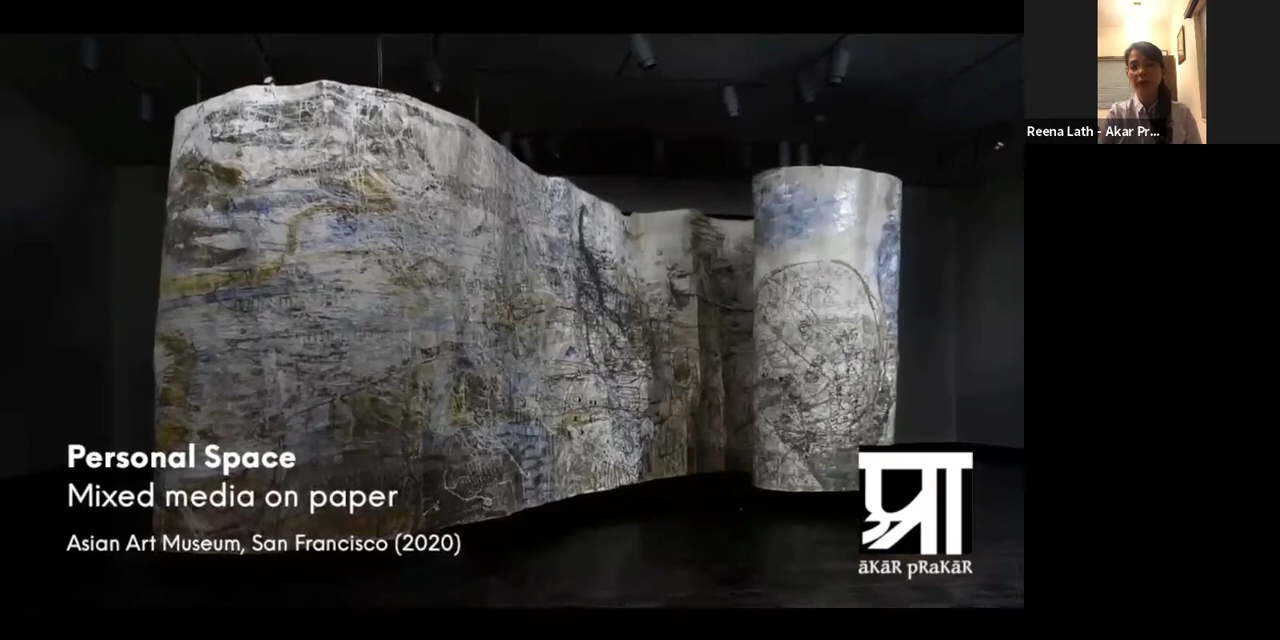 Personal Space
Mixed media on paper
Asian Art Museum, San Francisco (2020)
प्रा
ākāR pRakāR
Reena Lath - Akar Pr...